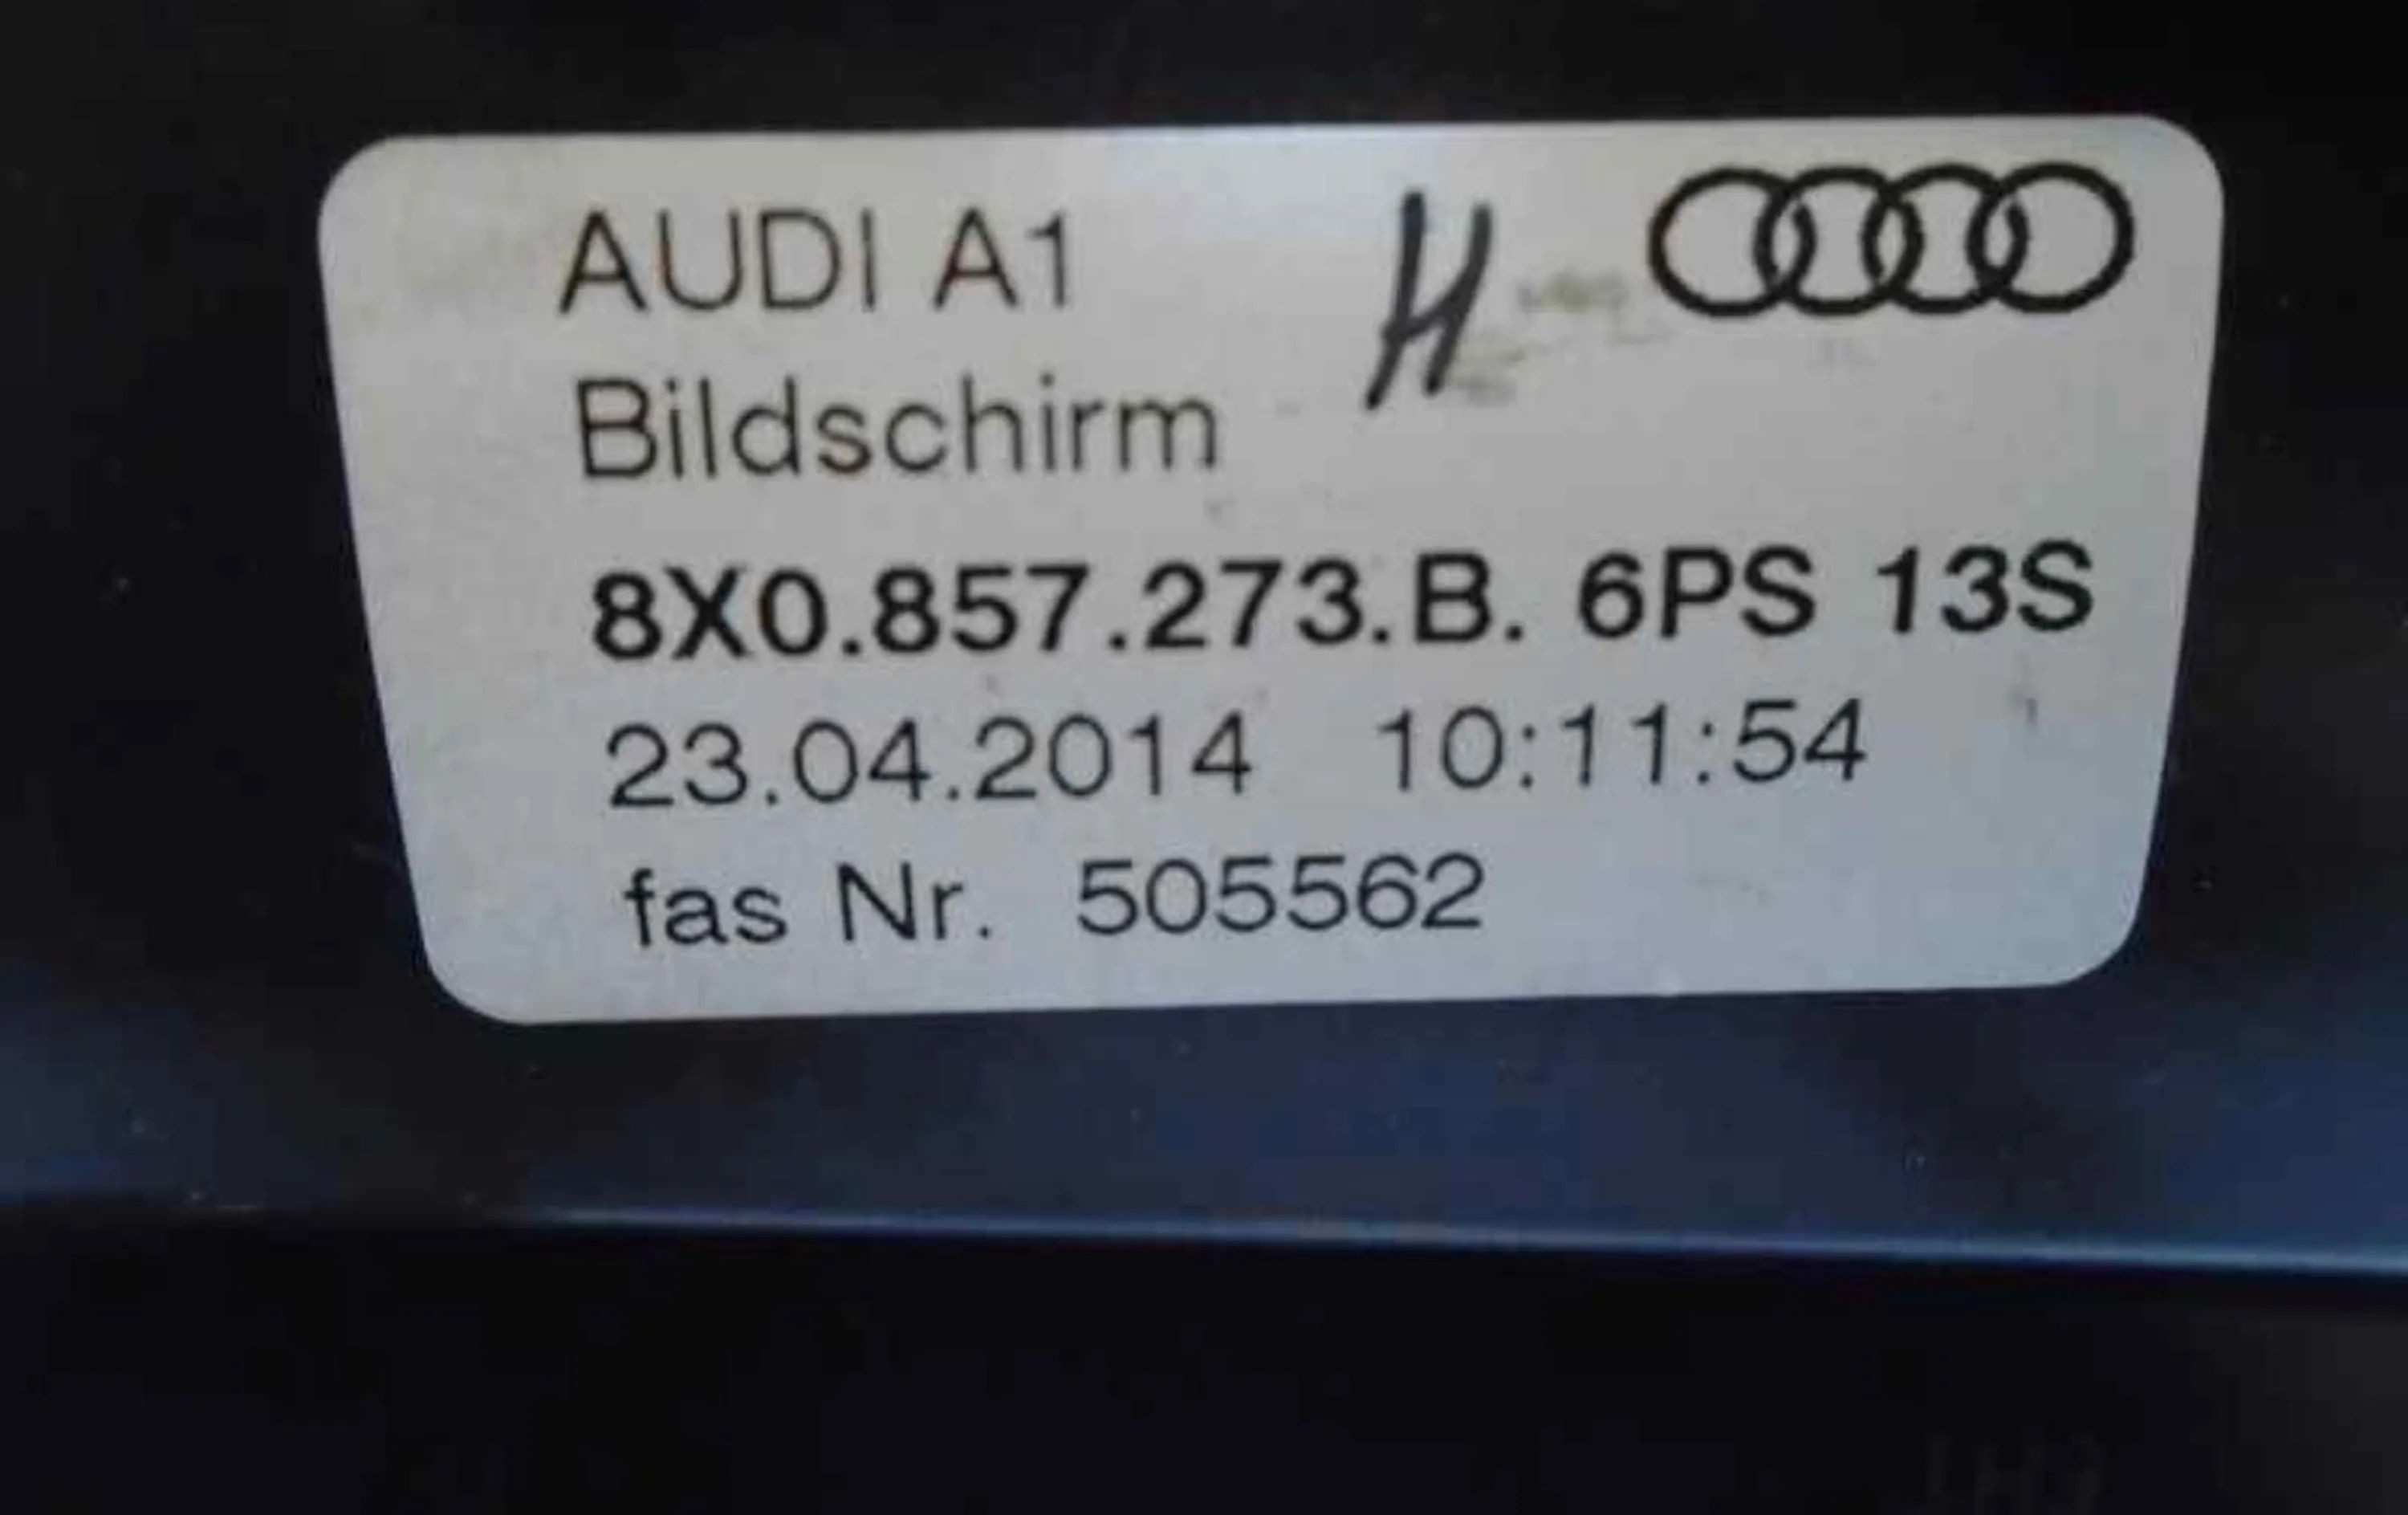 AUDI A1 H
Bildschirm
8X0.857.273.B. 6PS 13S
23.04.2014 10:11:54
fas Nr. 505562